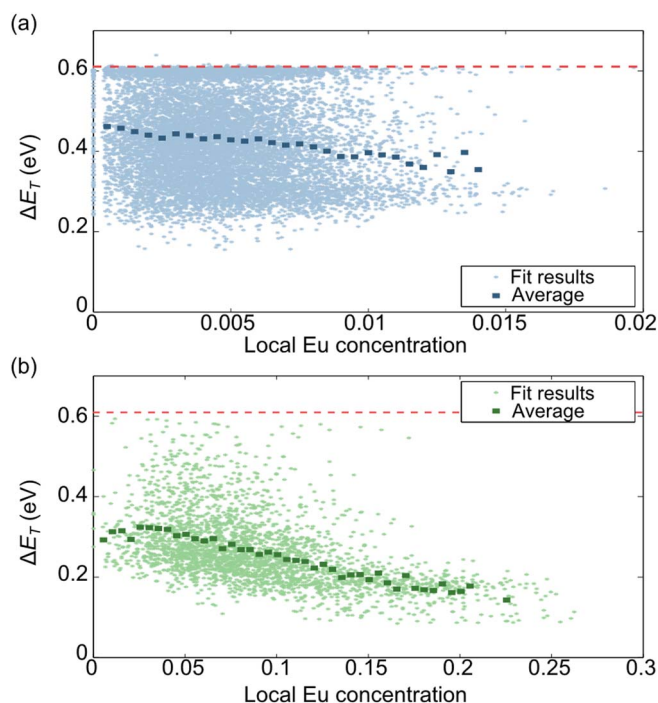 (a)
0.6
0.4
0.2
0
ΔE_T (eV)
Fit results
Average
0 0.005 0.01 0.015 0.02
Local Eu concentration
(b)
0.6
0.4
0.2
0
ΔE_T (eV)
Fit results
Average
0 0.05 0.1 0.15 0.2 0.25 0.3
Local Eu concentration